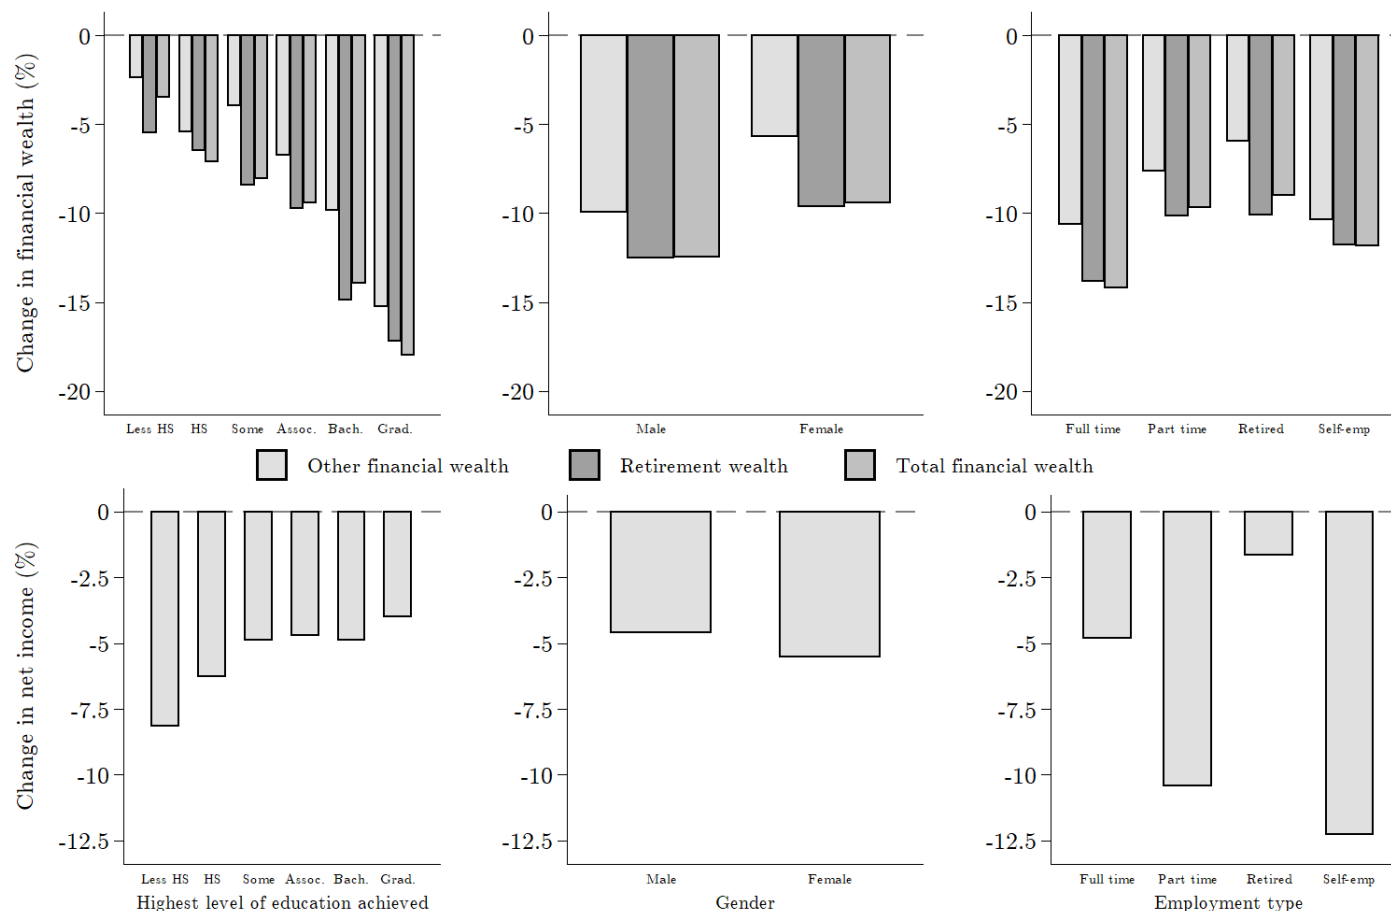 Change in financial wealth (%)
0
-5
-10
-15
-20
Less HS HS Some Assoc. Bach. Grad.
0
-5
-10
-15
-20
Male Female
0
-5
-10
-15
-20
Full time Part time Retired Self-emp
Other financial wealth Retirement wealth Total financial wealth
Change in net income (%)
0
-2.5
-5
-7.5
-10
-12.5
Less HS HS Some Assoc. Bach. Grad.
Highest level of education achieved
0
-2.5
-5
-7.5
-10
-12.5
Male Female
Gender
0
-2.5
-5
-7.5
-10
-12.5
Full time Part time Retired Self-emp
Employment type